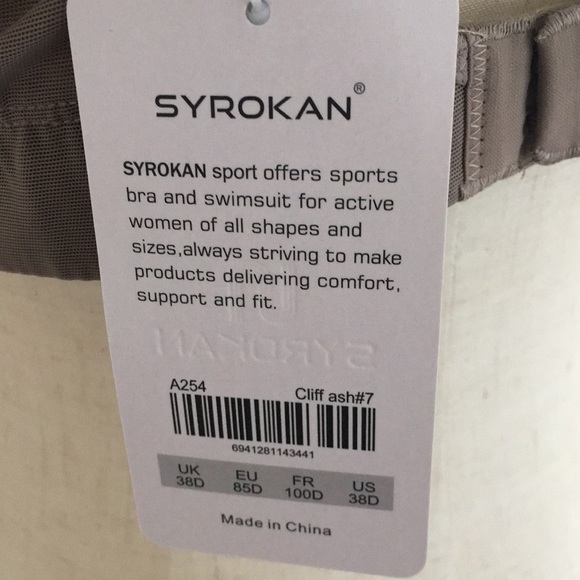 SYROKAN®
SYROKAN sport offers sports
bra and swimsuit for active
women of all shapes and
sizes,always striving to make
products delivering comfort,
support and fit.
SYROKAN
A254 Cliff ash#7
6941281143441
UK EU FR US
38D 85D 100D 38D
Made in China